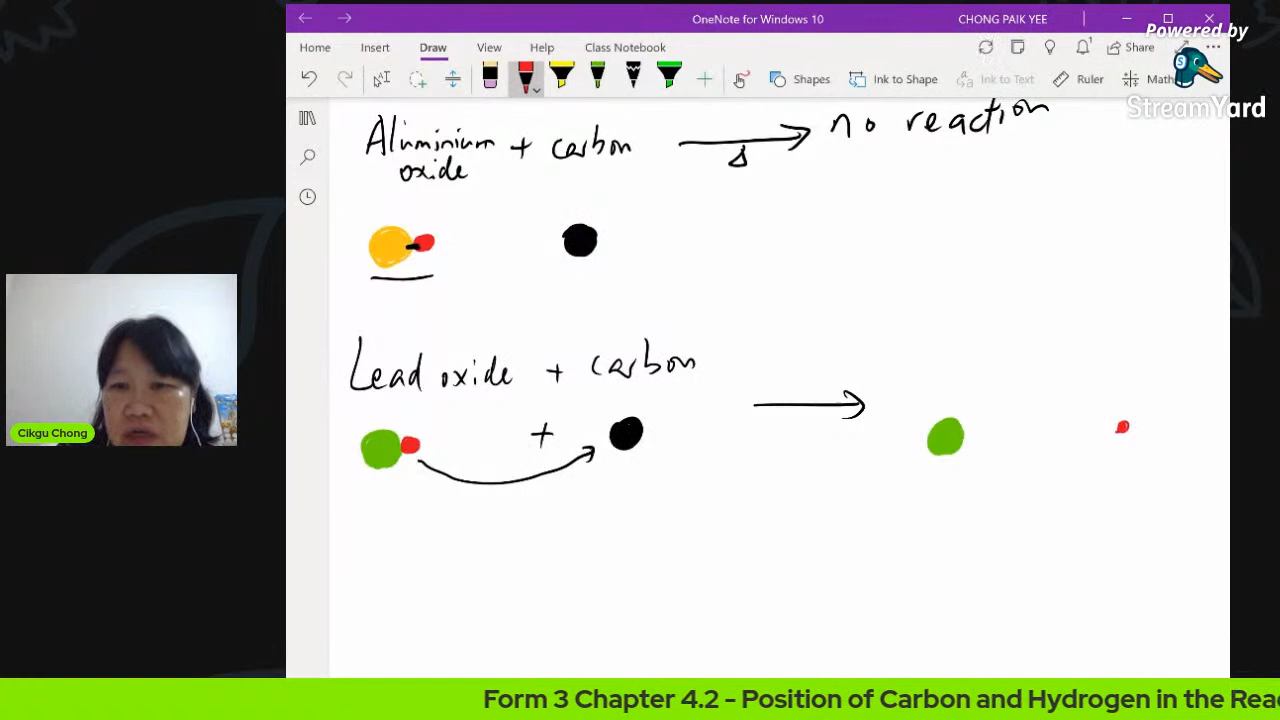 OneNote for Windows 10
CHONG PAIK YEE
Powered by
StreamYard
Home Insert Draw View Help Class Notebook
Share
Shapes Ink to Shape Ink to Text Ruler Math
Aluminium + carbon → no reaction
oxide Δ
Lead oxide + carbon
+ →
Cikgu Chong
Form 3 Chapter 4.2 - Position of Carbon and Hydrogen in the Rea